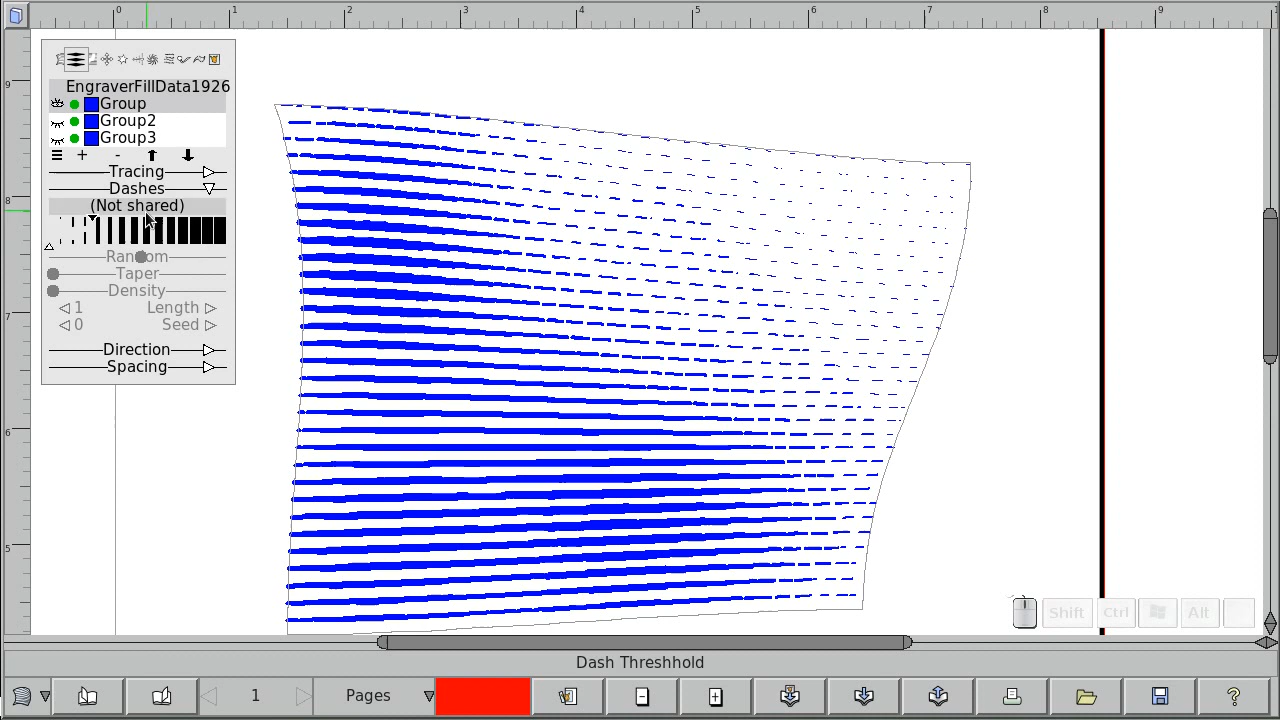 0 1 2 3 4 5 6 7 8 9
9
8
7
6
5
EngraverFillData1926
Group
Group2
Group3
+ -
Tracing
Dashes
(Not shared)
Random
Taper
Density
1 Length
0 Seed
Direction
Spacing
Shift Ctrl Alt
Dash Threshhold
1 Pages - + ?